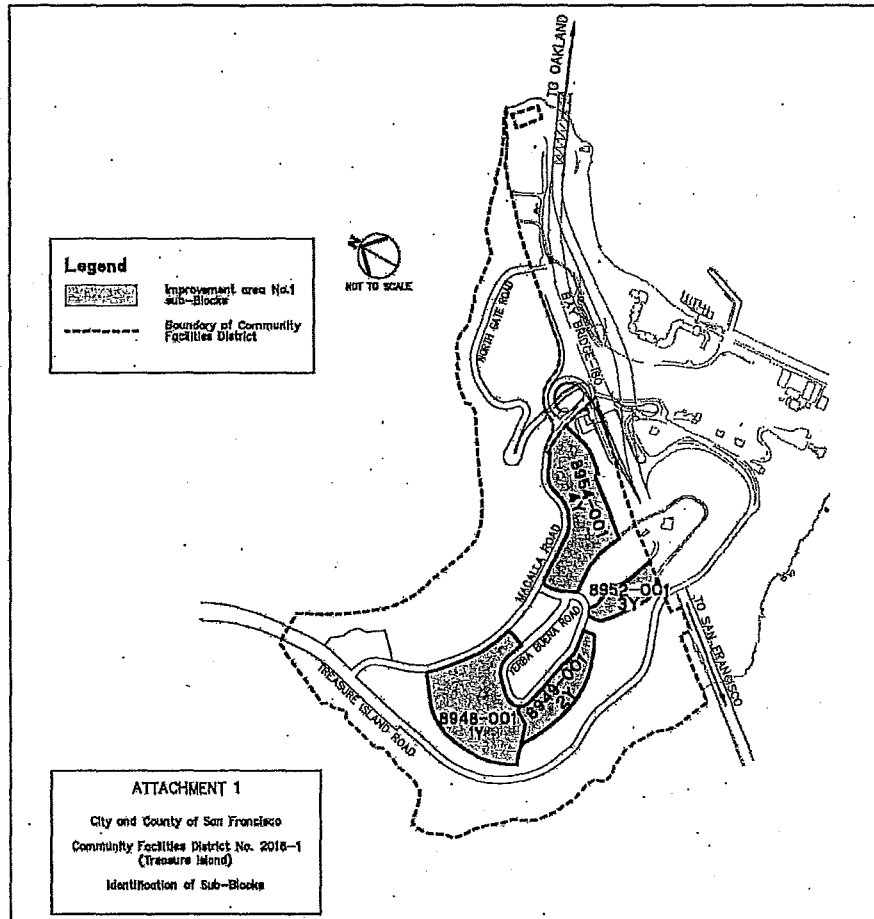 TO OAKLAND
Legend
Improvement area No.1
sub-Blocks
Boundary of Community
Facilities District
N
NOT TO SCALE
NORTH GATE ROAD
BAY BRIDGE-I80
8954-001
4Y
MACALLA ROAD
8952-001
3Y
YERBA BUENA ROAD
TO SAN FRANCISCO
TREASURE ISLAND ROAD
8948-001
1Y
8949-001
2Y
ATTACHMENT 1
City and County of San Francisco
Community Facilities District No. 2016-1
(Treasure Island)
Identification of Sub-Blocks